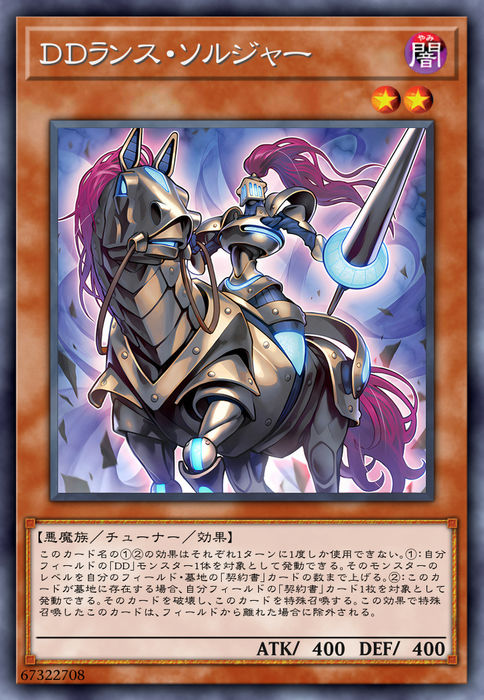 DDランス・ソルジャー
やみ
闇
【悪魔族／チューナー／効果】
このカード名の①②の効果はそれぞれ1ターンに1度しか使用できない。①：自分
フィールドの「DD」モンスター1体を対象として発動できる。そのモンスターの
レベルを自分のフィールド・墓地の「契約書」カードの数まで上げる。②：このカ
ードが墓地に存在する場合、自分フィールドの「契約書」カード1枚を対象として
発動できる。そのカードを破壊し、このカードを特殊召喚する。この効果で特殊
召喚したこのカードは、フィールドから離れた場合に除外される。
ATK/ 400 DEF/ 400
67322708